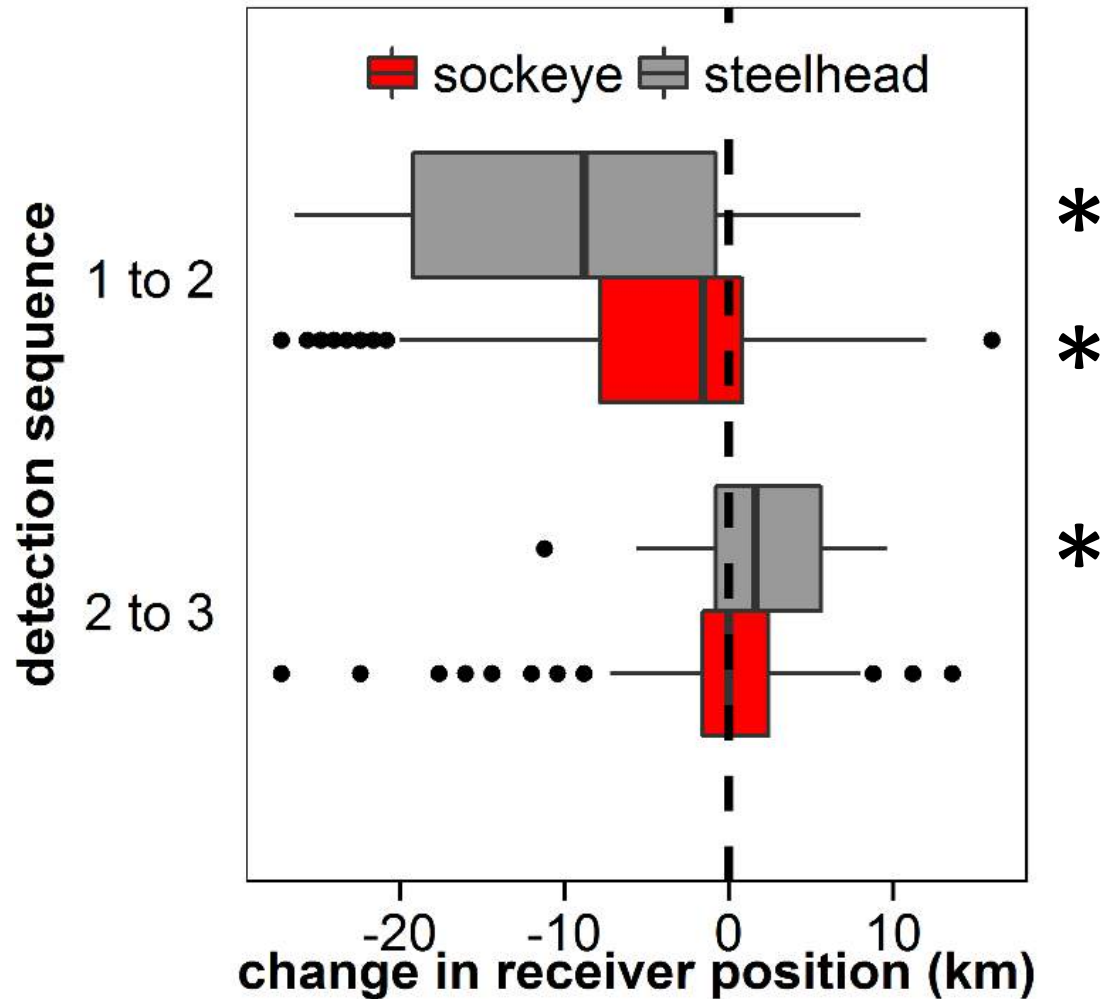 sockeye steelhead
detection sequence
1 to 2
*
*
2 to 3
*
-20 -10 0 10
change in receiver position (km)